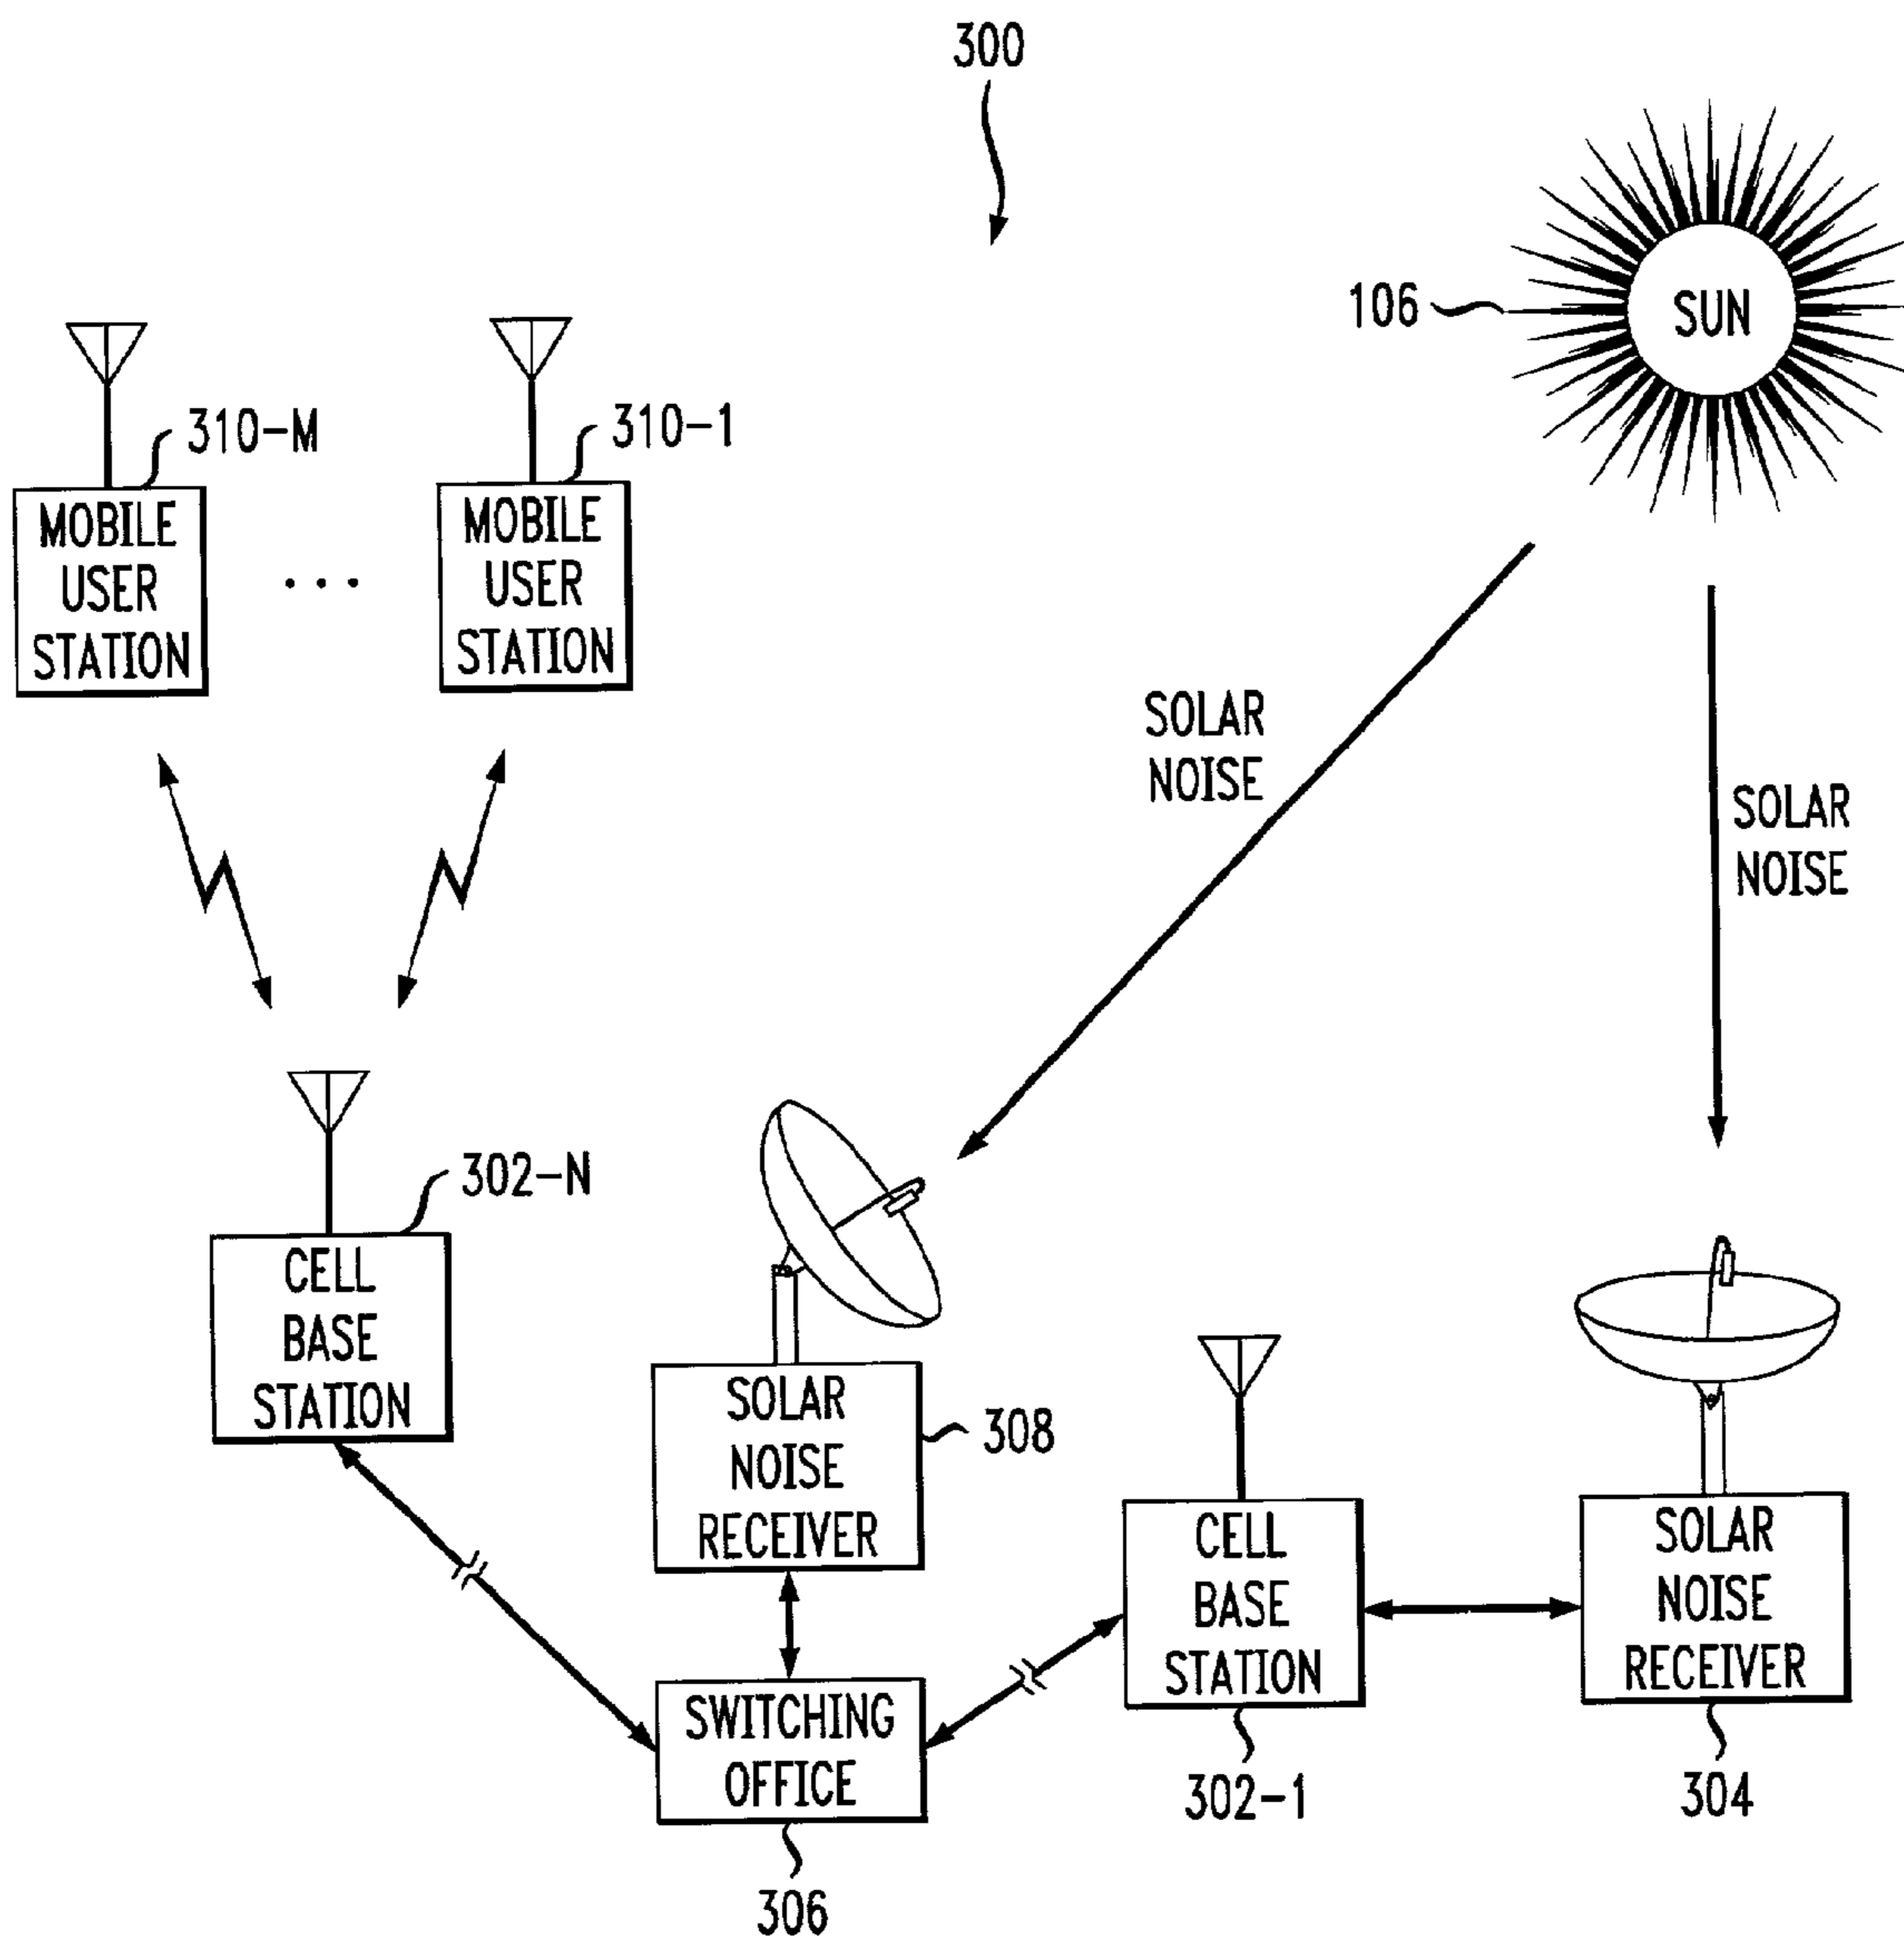 300
106
SUN
310-M
310-1
MOBILE
USER
STATION
...
MOBILE
USER
STATION
SOLAR
NOISE
SOLAR
NOISE
302-N
CELL
BASE
STATION
SOLAR
NOISE
RECEIVER
308
CELL
BASE
STATION
SOLAR
NOISE
RECEIVER
SWITCHING
OFFICE
302-1
304
306